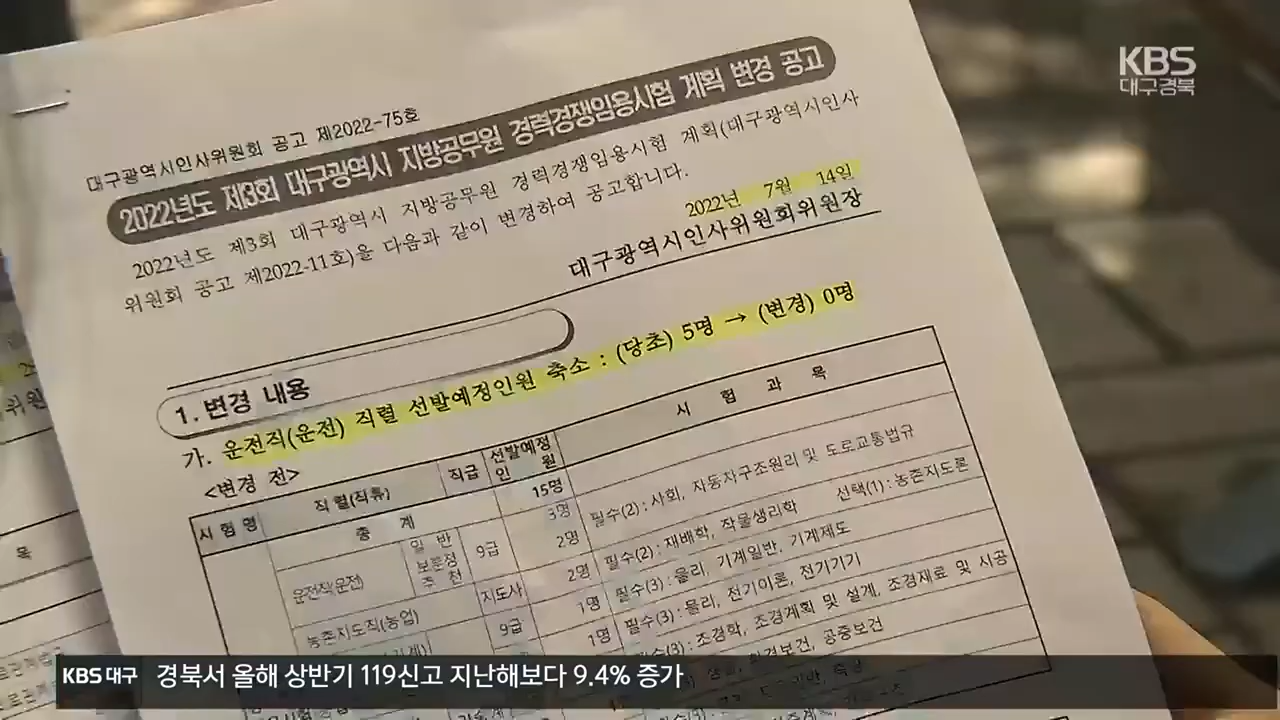 KBS
대구경북
대구광역시인사위원회 공고 제2022-75호
2022년도 제3회 대구광역시 지방공무원 경력경쟁임용시험 계획 변경 공고
2022년도 제3회 대구광역시 지방공무원 경력경쟁임용시험 계획(대구광역시인사
위원회 공고 제2022-11호)을 다음과 같이 변경하여 공고합니다.
2022년 7월 14일
대구광역시인사위원회위원장
1. 변경 내용
가. 운전직(운전) 직렬 선발예정인원 축소 : (당초) 5명 → (변경) 0명
<변경 전>
시 험 명 직 렬(직류) 직급 선발예정 인 원 시 험 과 목
총 계 15명
운전직(운전) 일 반 9급 3명 필수(2) : 사회, 자동차구조원리 및 도로교통법규
보훈청 추 천 2명
농촌지도직(농업) 지도사 2명 필수(2) : 재배학, 작물생리학 선택(1) : 농촌지도론
9급 1명 필수(3) : 물리, 기계일반, 기계제도
1명 필수(3) : 물리, 전기이론, 전기기기
(3) : 조경학, 조경계획 및 설계, 조경재료 및 시공
공중보건
KBS 대구 경북서 올해 상반기 119신고 지난해보다 9.4% 증가